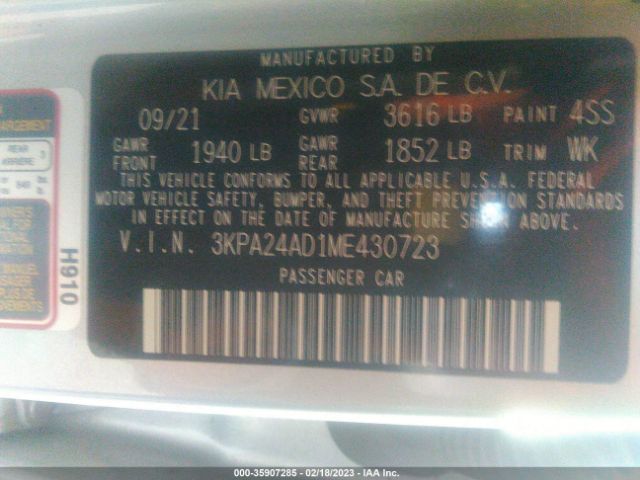 MANUFACTURED BY
KIA MEXICO S.A. DE C.V.
09/21 GVWR 3616 LB PAINT 4SS
GAWR FRONT 1940 LB GAWR REAR 1852 LB TRIM WK
THIS VEHICLE CONFORMS TO ALL APPLICABLE U.S.A. FEDERAL
MOTOR VEHICLE SAFETY, BUMPER, AND THEFT PREVENTION STANDARDS
IN EFFECT ON THE DATE OF MANUFACTURE SHOWN ABOVE.
V.I.N. 3KPA24AD1ME430723
PASSENGER CAR
H910
REAR
ARRIERE
000-35907285 - 02/18/2023 - IAA Inc.